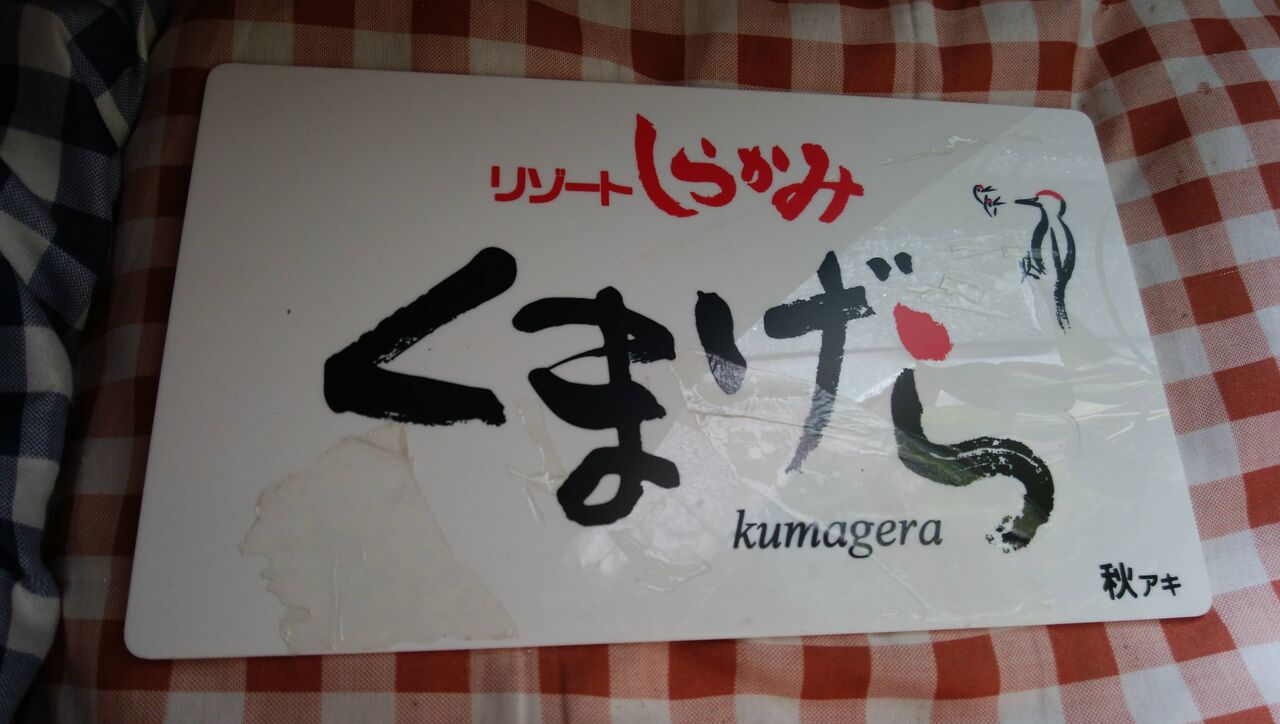 リゾートしらかみ
くまげら
kumagera
秋アキ